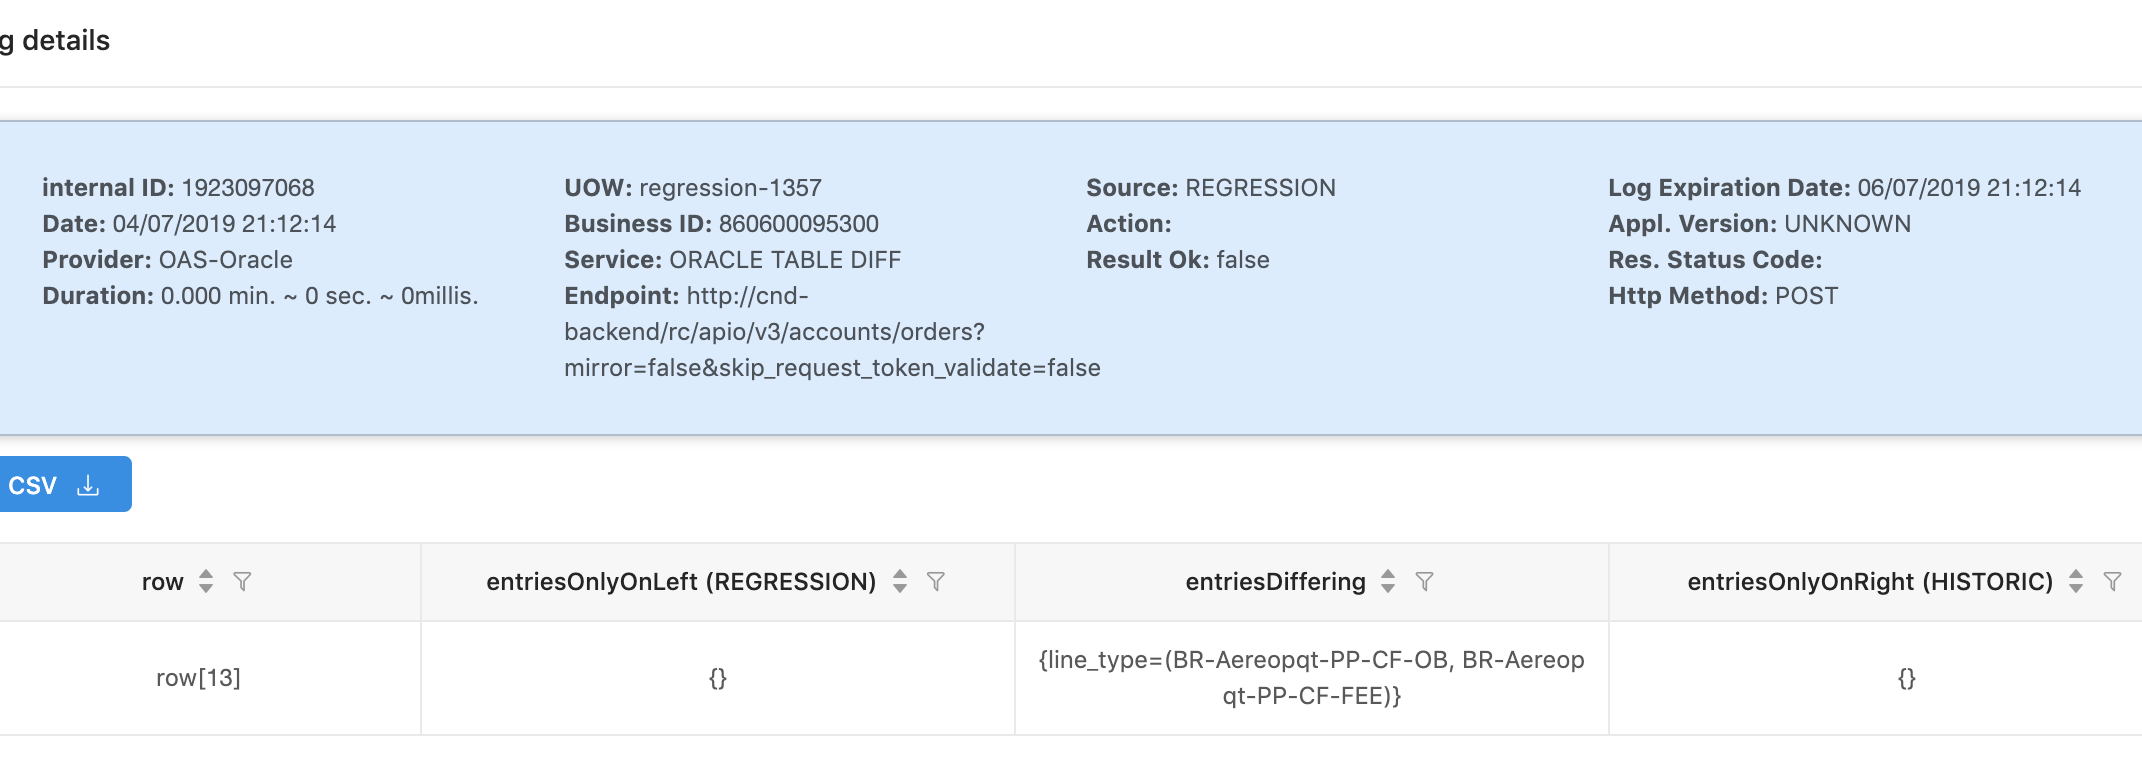 g details
internal ID: 1923097068
Date: 04/07/2019 21:12:14
Provider: OAS-Oracle
Duration: 0.000 min. ~ 0 sec. ~ 0millis.
UOW: regression-1357
Business ID: 860600095300
Service: ORACLE TABLE DIFF
Endpoint: http://cnd-
backend/rc/apio/v3/accounts/orders?
mirror=false&skip_request_token_validate=false
Source: REGRESSION
Action:
Result Ok: false
Log Expiration Date: 06/07/2019 21:12:14
Appl. Version: UNKNOWN
Res. Status Code:
Http Method: POST
CSV
row entriesOnlyOnLeft (REGRESSION) entriesDiffering entriesOnlyOnRight (HISTORIC)
row[13] {} {line_type=(BR-Aereopqt-PP-CF-OB, BR-Aereop
qt-PP-CF-FEE)} {}